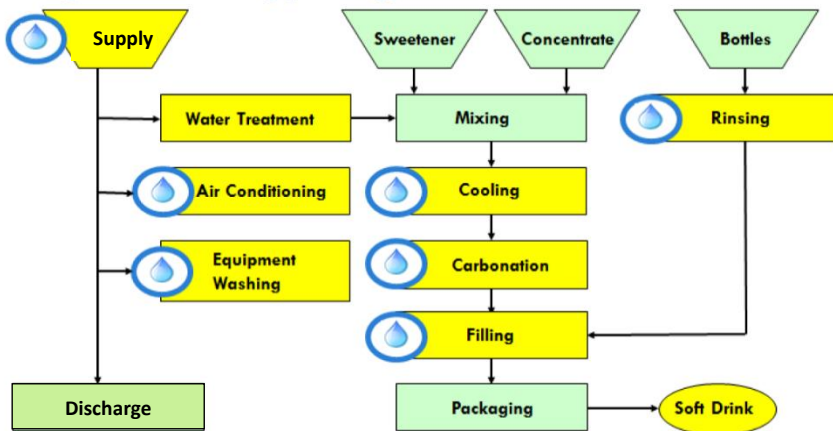 Supply
Sweetener
Concentrate
Bottles
Water Treatment
Mixing
Rinsing
Air Conditioning
Cooling
Equipment
Washing
Carbonation
Filling
Discharge
Packaging
Soft Drink